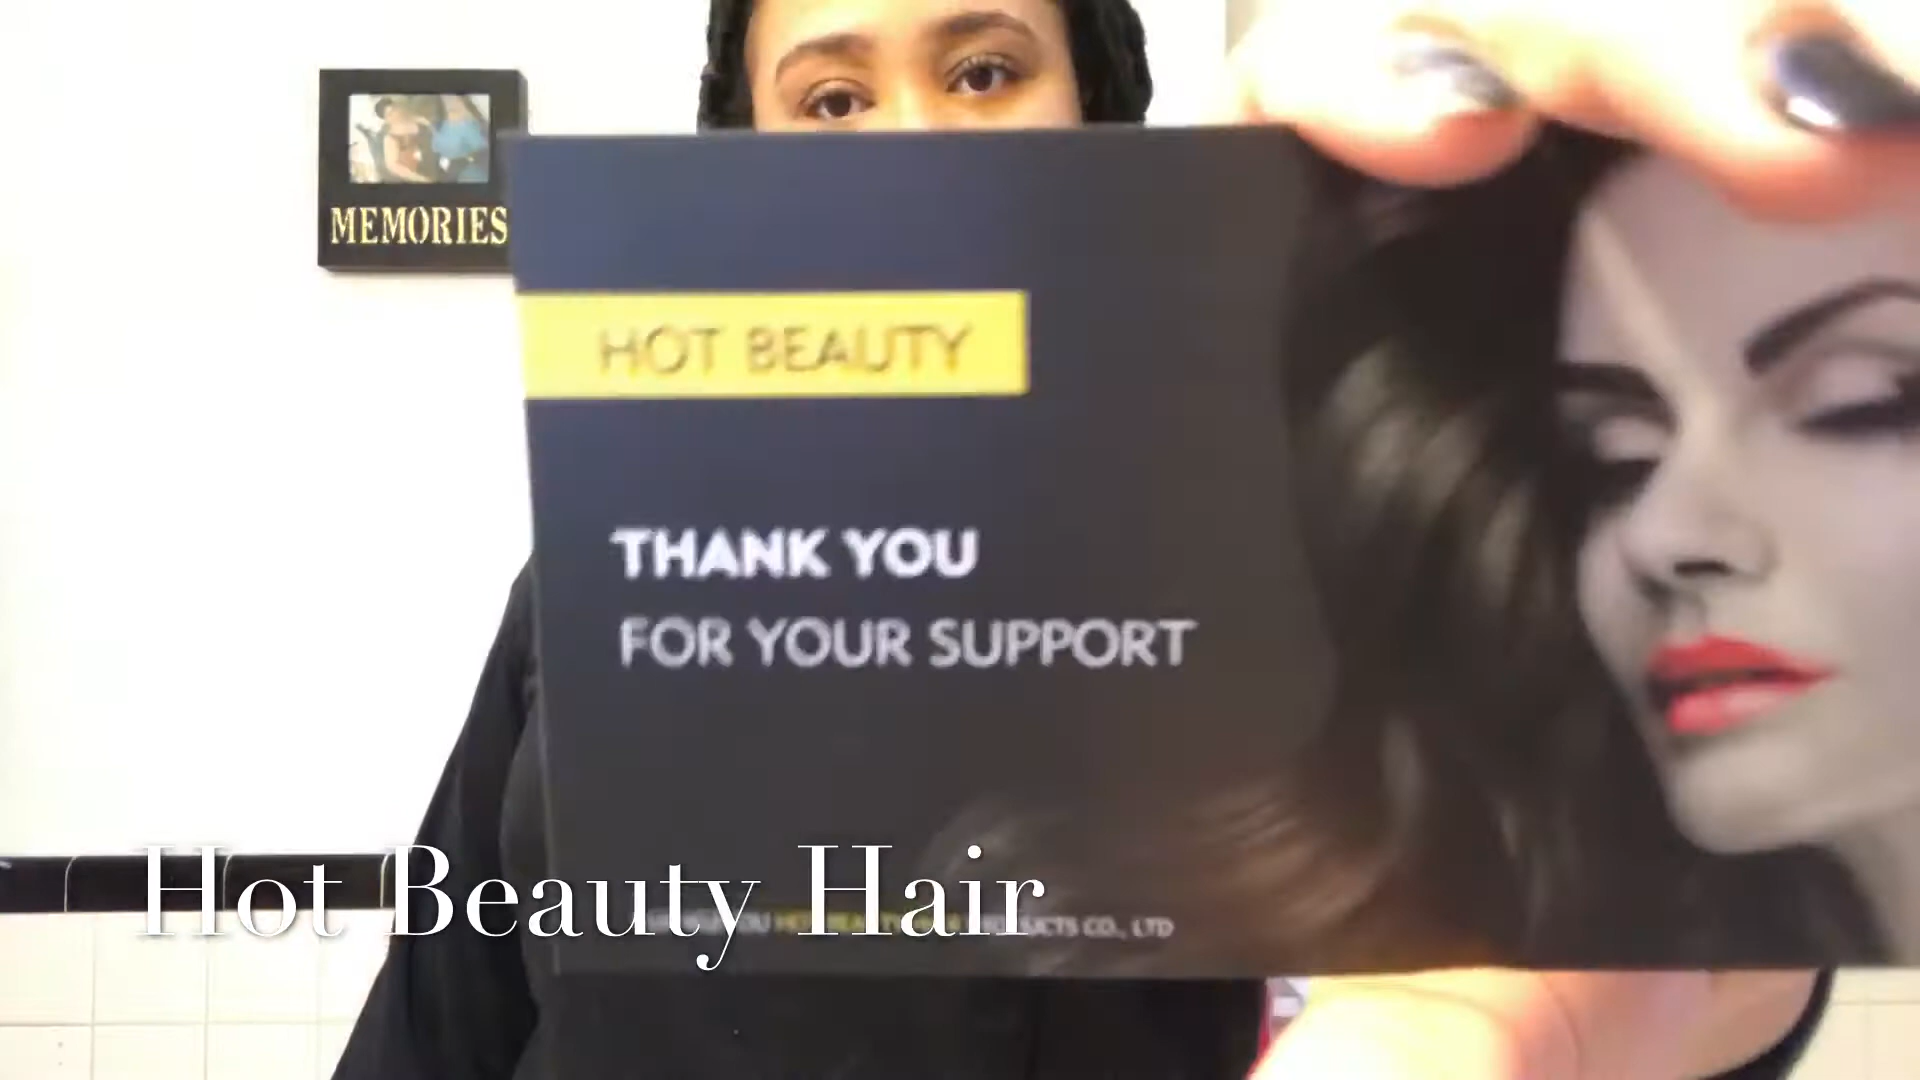 MEMORIES
HOT BEAUTY
THANK YOU
FOR YOUR SUPPORT
Hot Beauty Hair
CO., LTD